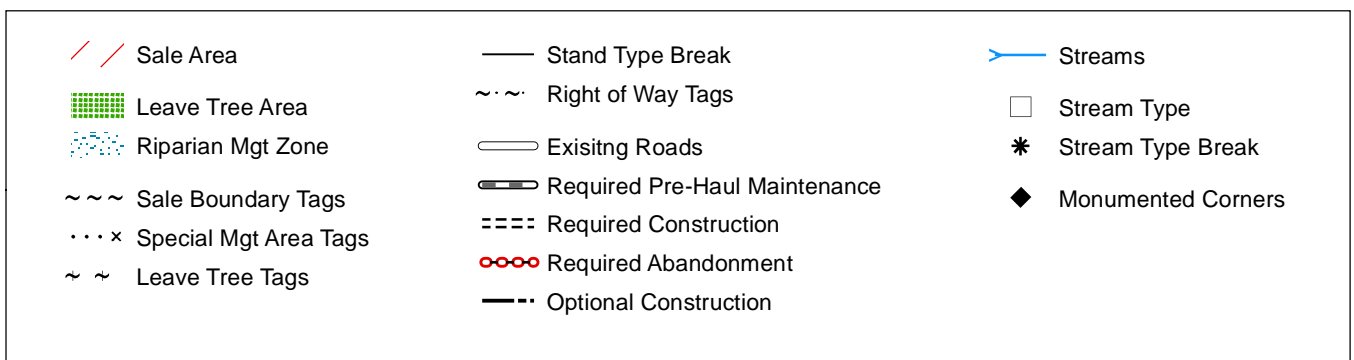 Sale Area
Leave Tree Area
Riparian Mgt Zone
Sale Boundary Tags
Special Mgt Area Tags
Leave Tree Tags
Stand Type Break
Right of Way Tags
Exisitng Roads
Required Pre-Haul Maintenance
Required Construction
Required Abandonment
Optional Construction
Streams
Stream Type
Stream Type Break
Monumented Corners